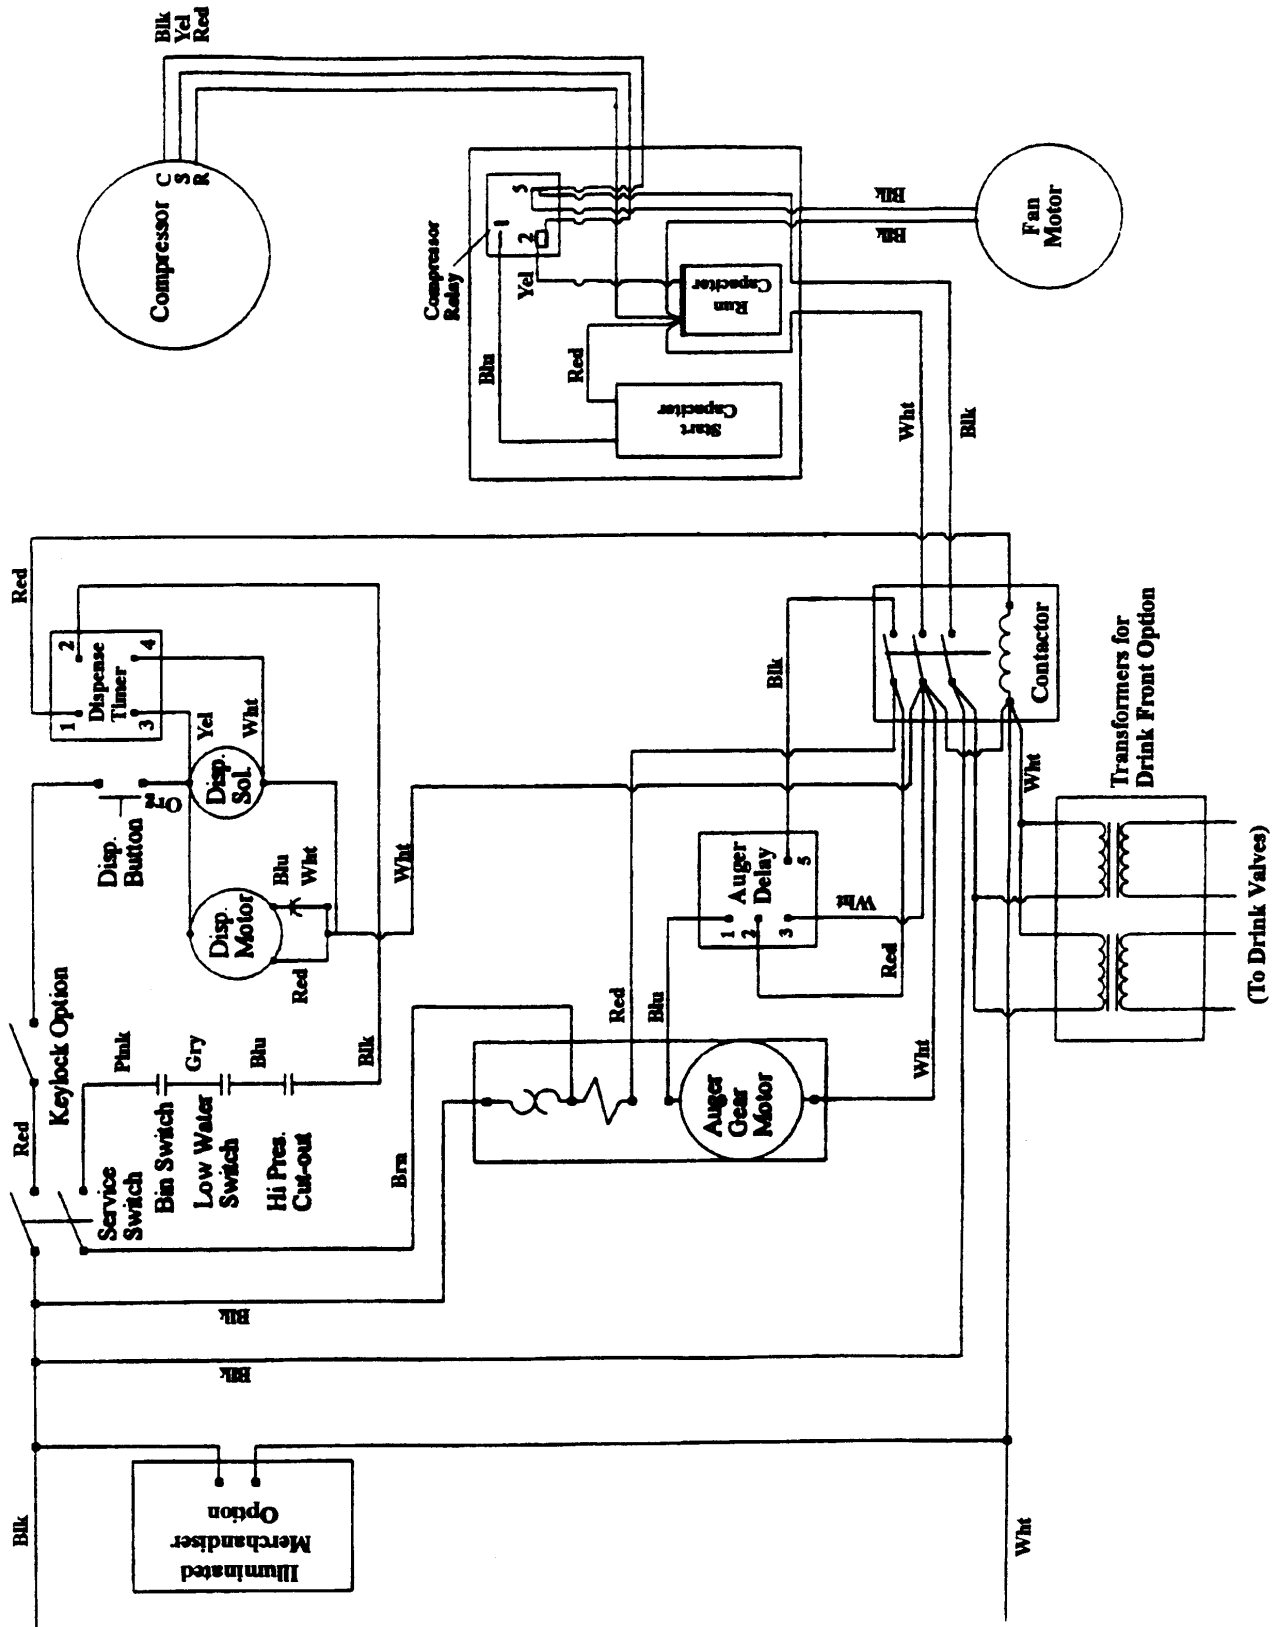 Blk
Yel
Red
Compressor
C
S
R
Compressor
Relay
5
1
2
Yel
Blu
Red
Run
Capacitor
Start
Capacitor
Blk
Blk
Fan
Motor
Wht
Blk
Red
2
Dispense
Timer
1
4
3
Yel
Wht
Disp.
Sol.
Org
Disp.
Button
Disp.
Motor
Blu
Wht
Red
Wht
Blk
Contactor
Transformers for
Drink Front Option
Wht
(To Drink Valves)
Auger
Delay
5
1
2
3
Wht
Red
Blu
Red
Keylock Option
Red
Pink
Gry
Blu
Blk
Service
Switch
Bin Switch
Low Water
Switch
Hi Pres.
Cut-out
Brn
Auger
Gear
Motor
Wht
Blk
Blk
Blk
Illuminated
Merchandiser
Option
Wht